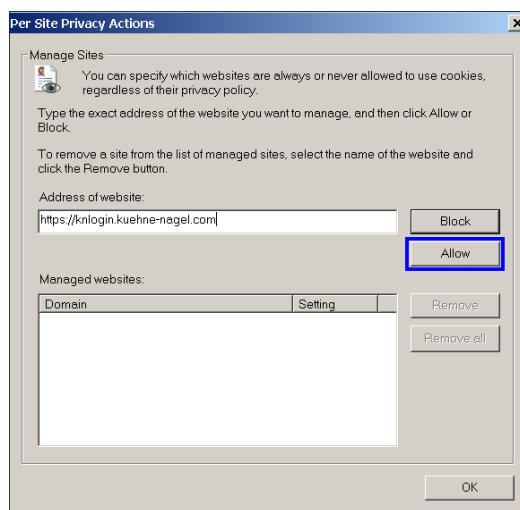 Per Site Privacy Actions
Manage Sites
You can specify which websites are always or never allowed to use cookies,
regardless of their privacy policy.
Type the exact address of the website you want to manage, and then click Allow or
Block.
To remove a site from the list of managed sites, select the name of the website and
click the Remove button.
Address of website:
https://knlogin.kuehne-nagel.com
Block
Allow
Managed websites:
Domain Setting
Remove
Remove all
OK